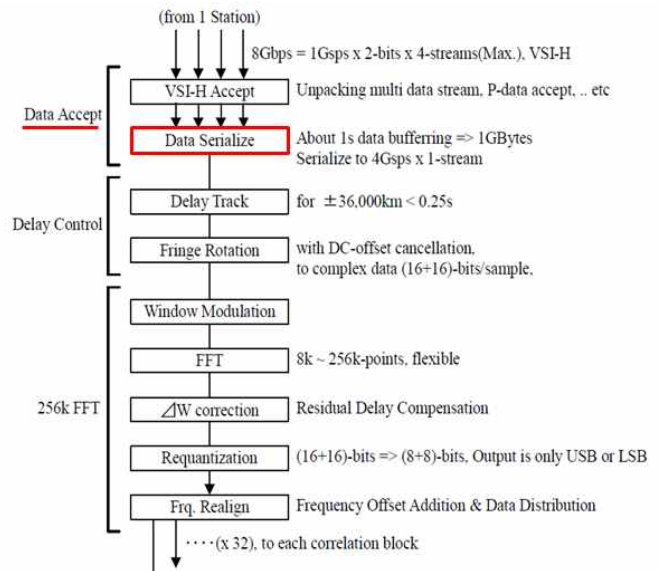 (from 1 Station)
8Gbps = 1Gsps x 2-bits x 4-streams(Max.), VSI-H
VSI-H Accept
Unpacking multi data stream, P-data accept, .. etc
Data Accept
Data Serialize
About 1s data bufferring => 1GBytes
Serialize to 4Gsps x 1-stream
Delay Track
for ±36,000km < 0.25s
Delay Control
Fringe Rotation
with DC-offset cancellation,
to complex data (16+16)-bits/sample,
Window Modulation
FFT
8k ~ 256k-points, flexible
256k FFT
⊿W correction
Residual Delay Compensation
Requantization
(16+16)-bits => (8+8)-bits, Output is only USB or LSB
Frq. Realign
Frequency Offset Addition & Data Distribution
····(x 32), to each correlation block